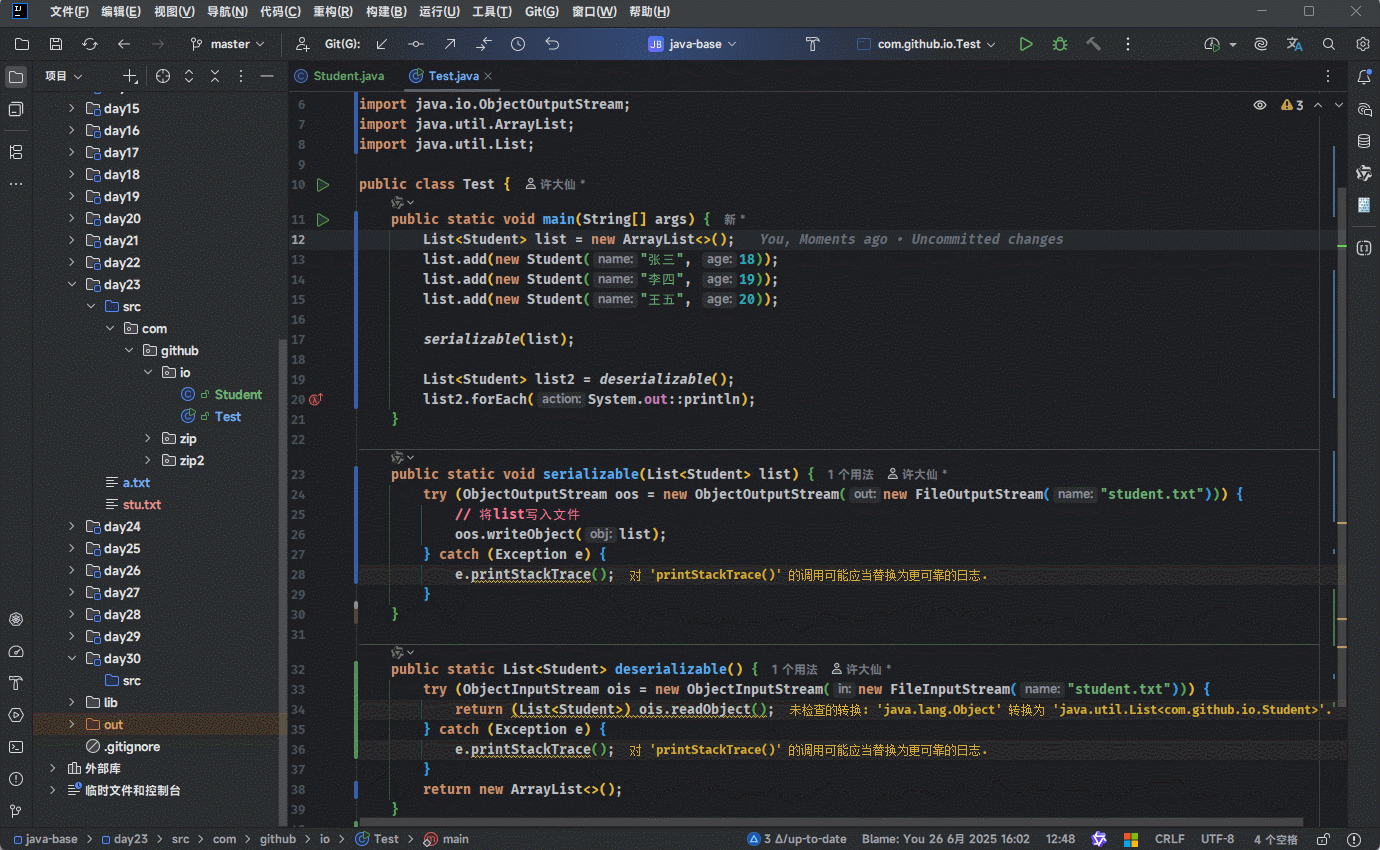 文件(F) 编辑(E) 视图(V) 导航(N) 代码(C) 重构(R) 构建(B) 运行(U) 工具(T) Git(G) 窗口(W) 帮助(H)
master Git(G): JB java-base com.github.io.Test
项目
Student.java Test.java
day15
day16
day17
day18
day19
day20
day21
day22
day23
src
com
github
io
Student
Test
zip
zip2
a.txt
stu.txt
day24
day25
day26
day27
day28
day29
day30
src
lib
out
.gitignore
外部库
临时文件和控制台
3
6 import java.io.ObjectOutputStream;
7 import java.util.ArrayList;
8 import java.util.List;
9
10 public class Test { 许大仙 *
11 public static void main(String[] args) { 新 *
12 List<Student> list = new ArrayList<>(); You, Moments ago • Uncommitted changes
13 list.add(new Student( name: "张三", age: 18));
14 list.add(new Student( name: "李四", age: 19));
15 list.add(new Student( name: "王五", age: 20));
16
17 serializable(list);
18
19 List<Student> list2 = deserializable();
20 list2.forEach( action: System.out::println);
21 }
22
23 public static void serializable(List<Student> list) { 1 个用法 许大仙 *
24 try (ObjectOutputStream oos = new ObjectOutputStream( out: new FileOutputStream( name: "student.txt"))) {
25 // 将list写入文件
26 oos.writeObject( obj: list);
27 } catch (Exception e) {
28 e.printStackTrace(); 对 'printStackTrace()' 的调用可能应当替换为更可靠的日志.
29 }
30 }
31
32 public static List<Student> deserializable() { 1 个用法 许大仙 *
33 try (ObjectInputStream ois = new ObjectInputStream( in: new FileInputStream( name: "student.txt"))) {
34 return (List<Student>) ois.readObject(); 未检查的转换: 'java.lang.Object' 转换为 'java.util.List<com.github.io.Student>'.
35 } catch (Exception e) {
36 e.printStackTrace(); 对 'printStackTrace()' 的调用可能应当替换为更可靠的日志.
37 }
38 return new ArrayList<>();
39 }
java-base > day23 > src > com > github > io > Test > main 3 Δ/up-to-date Blame: You 26 6月 2025 16:02 12:48 CRLF UTF-8 4 个空格